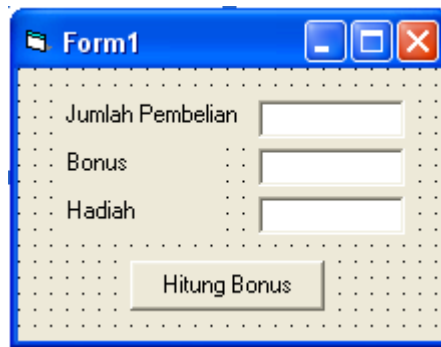 Form1
Jumlah Pembelian
Bonus
Hadiah
Hitung Bonus